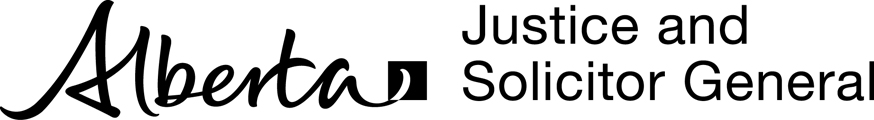 Alberta
Justice and
Solicitor General